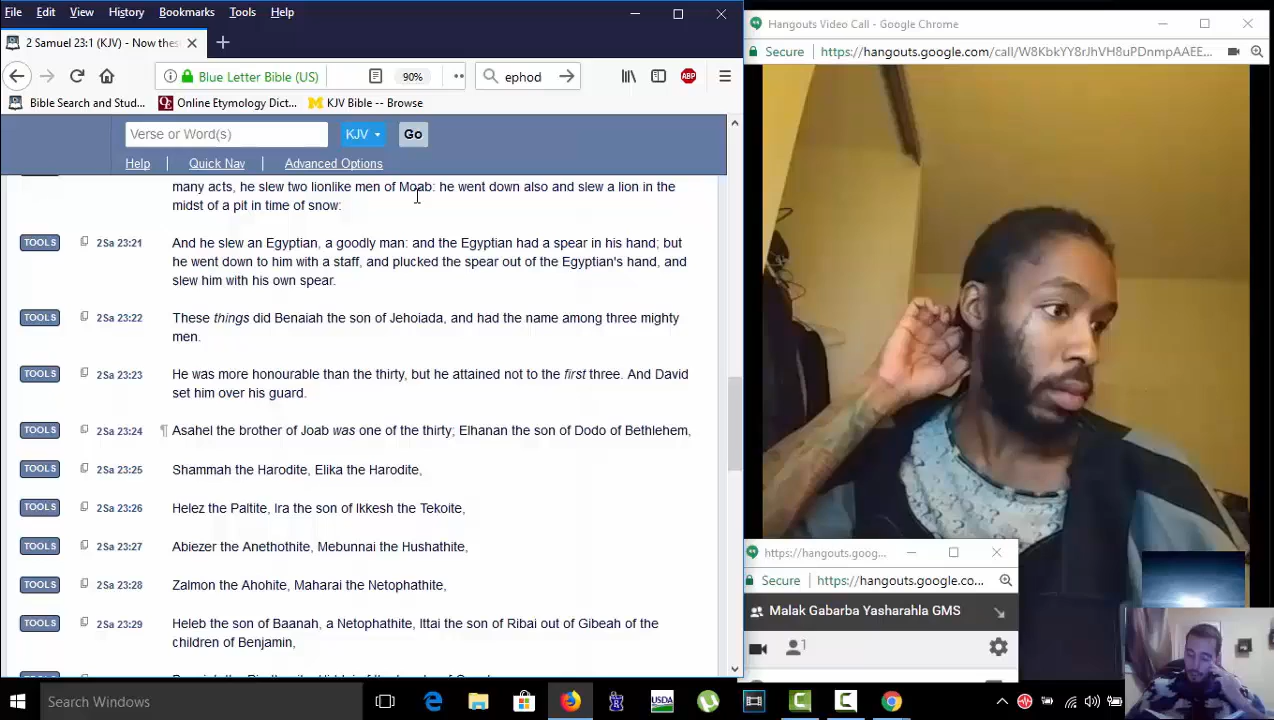 File Edit View History Bookmarks Tools Help
2 Samuel 23:1 (KJV) - Now thes
Blue Letter Bible (US)
90%
ephod
ABP
Bible Search and Stud...
Online Etymology Dict...
KJV Bible -- Browse
Verse or Word(s)
KJV
Go
Help
Quick Nav
Advanced Options
many acts, he slew two lionlike men of Moab: he went down also and slew a lion in the
midst of a pit in time of snow:
TOOLS 2Sa 23:21 And he slew an Egyptian, a goodly man: and the Egyptian had a spear in his hand; but
he went down to him with a staff, and plucked the spear out of the Egyptian's hand, and
slew him with his own spear.
TOOLS 2Sa 23:22 These things did Benaiah the son of Jehoiada, and had the name among three mighty
men.
TOOLS 2Sa 23:23 He was more honourable than the thirty, but he attained not to the first three. And David
set him over his guard.
TOOLS 2Sa 23:24 ¶ Asahel the brother of Joab was one of the thirty; Elhanan the son of Dodo of Bethlehem,
TOOLS 2Sa 23:25 Shammah the Harodite, Elika the Harodite,
TOOLS 2Sa 23:26 Helez the Paltite, Ira the son of Ikkesh the Tekoite,
TOOLS 2Sa 23:27 Abiezer the Anethothite, Mebunnai the Hushathite,
TOOLS 2Sa 23:28 Zalmon the Ahohite, Maharai the Netophathite,
TOOLS 2Sa 23:29 Heleb the son of Baanah, a Netophathite, Ittai the son of Ribai out of Gibeah of the
children of Benjamin,
Hangouts Video Call - Google Chrome
Secure https://hangouts.google.com/call/W8KbkYY8rJhVH8uPDnmpAAEE...
https://hangouts.goog...
Secure https://hangouts.google.co...
Malak Gabarba Yasharahla GMS
1
Search Windows
USDA